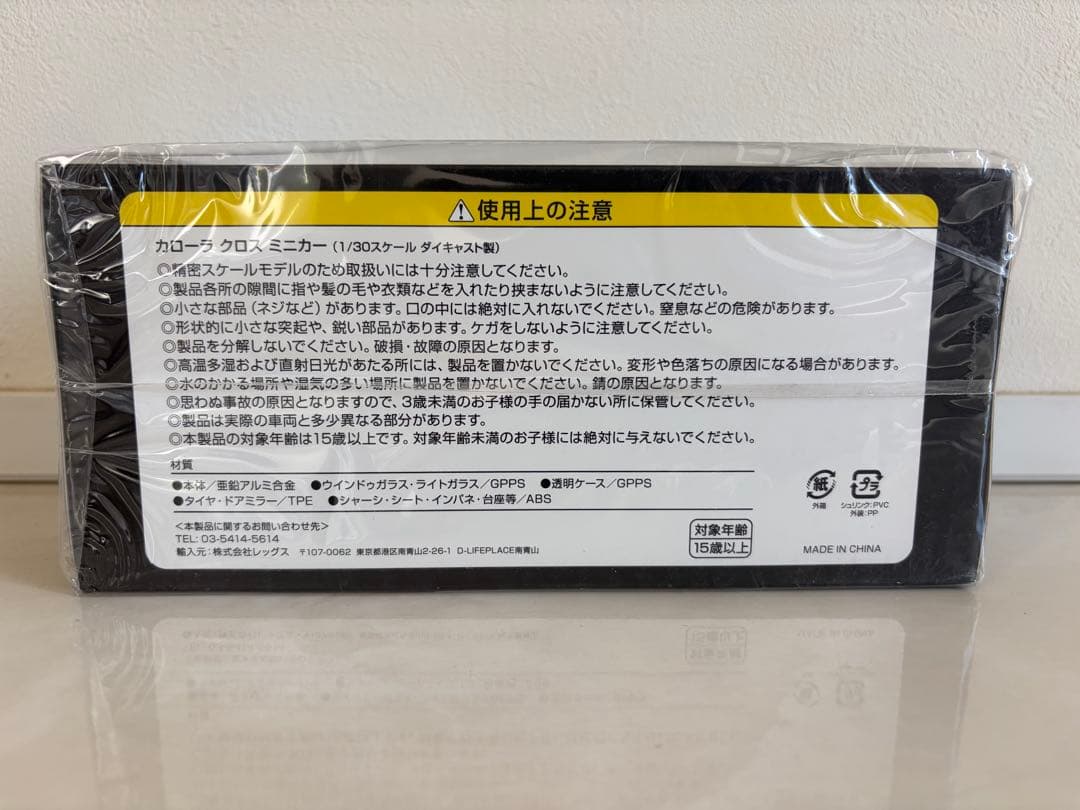 ⚠使用上の注意
カローラ クロス ミニカー（1/30スケール ダイキャスト製）
◎精密スケールモデルのため取扱いには十分注意してください。
◎製品各所の隙間に指や髪の毛や衣類などを入れたり挟まないように注意してください。
◎小さな部品（ネジなど）があります。口の中には絶対に入れないでください。窒息などの危険があります。
◎形状的に小さな突起や、鋭い部品があります。ケガをしないように注意してください。
◎製品を分解しないでください。破損・故障の原因となります。
◎高温多湿および直射日光があたる所には、製品を置かないでください。変形や色落ちの原因になる場合があります。
◎水のかかる場所や湿気の多い場所に製品を置かないでください。錆の原因となります。
◎思わぬ事故の原因となりますので、3歳未満のお子様の手の届かない所に保管してください。
◎製品は実際の車両と多少異なる部分があります。
◎本製品の対象年齢は15歳以上です。対象年齢未満のお子様には絶対に与えないでください。
材質
●本体／亜鉛アルミ合金 ●ウインドゥガラス・ライトガラス／GPPS ●透明ケース／GPPS
●タイヤ・ドアミラー／TPE ●シャーシ・シート・インパネ・台座等／ABS
紙
外箱
プラ
シュリンク：PVC
外装：PP
＜本製品に関するお問い合わせ先＞
TEL: 03-5414-5614
輸入元：株式会社レッグス 〒107-0062 東京都港区南青山2-26-1 D-LIFEPLACE南青山
対象年齢
15歳以上
MADE IN CHINA